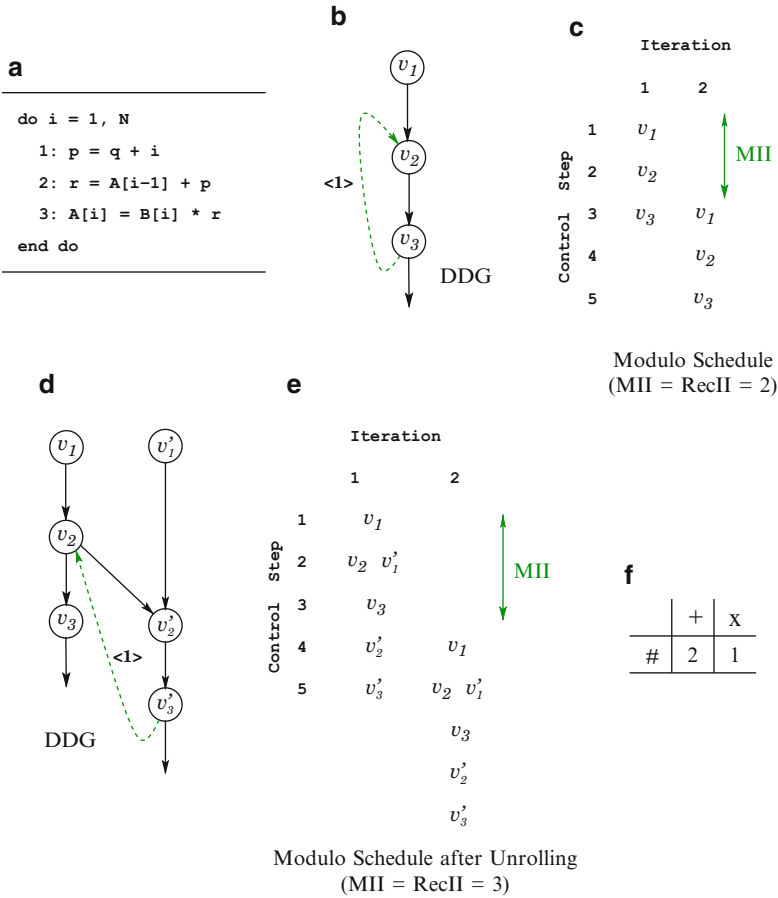 a
do i = 1, N
1: p = q + i
2: r = A[i-1] + p
3: A[i] = B[i] * r
end do
b
v1
v2
<1>
v3
DDG
c
Iteration
1 2
Control Step
1 v1
MII
2 v2
3 v3 v1
4 v2
5 v3
Modulo Schedule
(MII = RecII = 2)
d
v1 v'1
v2
v3 v'2
<1>
v'3
DDG
e
Iteration
1 2
Control Step
1 v1
2 v2 v'1
MII
3 v3
4 v'2 v1
5 v'3 v2 v'1
v3
v'2
v'3
Modulo Schedule after Unrolling
(MII = RecII = 3)
f
+ x
# 2 1